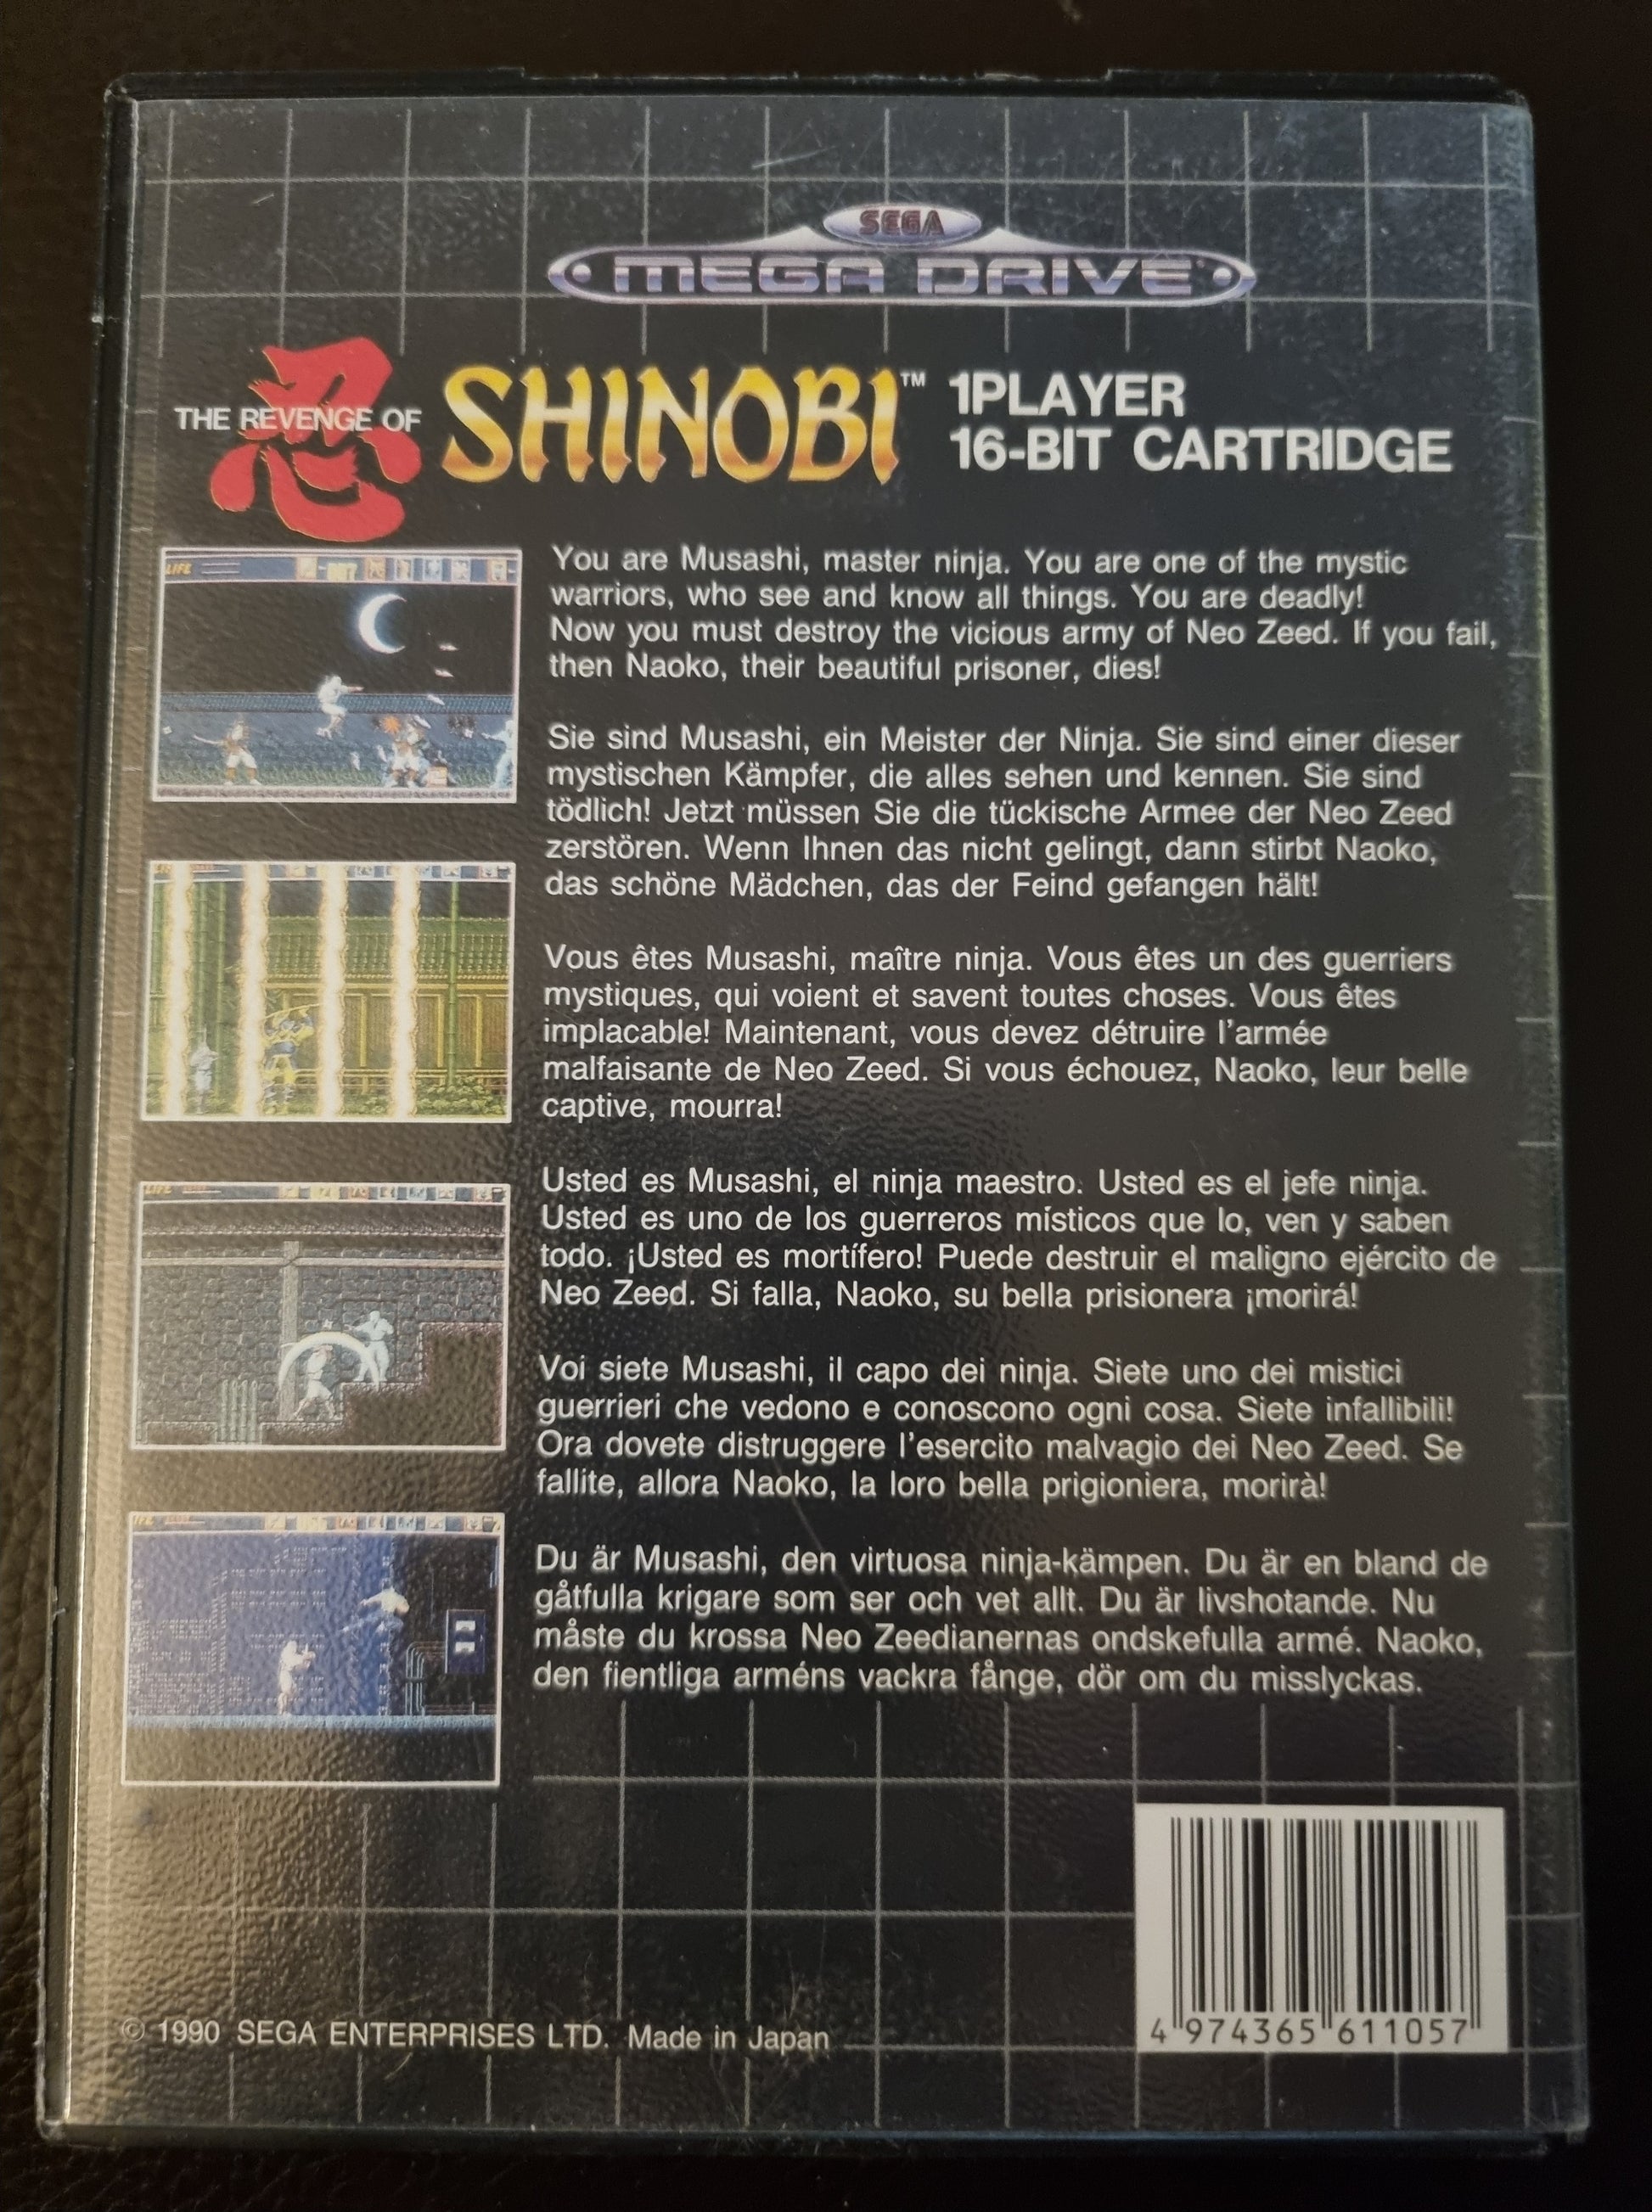 SEGA
MEGA DRIVE
忍
THE REVENGE OF SHINOBI™
1PLAYER
16-BIT CARTRIDGE
LIFE
You are Musashi, master ninja. You are one of the mystic
warriors, who see and know all things. You are deadly!
Now you must destroy the vicious army of Neo Zeed. If you fail,
then Naoko, their beautiful prisoner, dies!
Sie sind Musashi, ein Meister der Ninja. Sie sind einer dieser
mystischen Kämpfer, die alles sehen und kennen. Sie sind
tödlich! Jetzt müssen Sie die tückische Armee der Neo Zeed
zerstören. Wenn Ihnen das nicht gelingt, dann stirbt Naoko,
das schöne Mädchen, das der Feind gefangen hält!
Vous êtes Musashi, maître ninja. Vous êtes un des guerriers
mystiques, qui voient et savent toutes choses. Vous êtes
implacable! Maintenant, vous devez détruire l'armée
malfaisante de Neo Zeed. Si vous échouez, Naoko, leur belle
captive, mourra!
LIFE
Usted es Musashi, el ninja maestro. Usted es el jefe ninja.
Usted es uno de los guerreros místicos que lo, ven y saben
todo. ¡Usted es mortífero! Puede destruir el maligno ejército de
Neo Zeed. Si falla, Naoko, su bella prisionera ¡morirá!
Voi siete Musashi, il capo dei ninja. Siete uno dei mistici
guerrieri che vedono e conoscono ogni cosa. Siete infallibili!
Ora dovete distruggere l'esercito malvagio dei Neo Zeed. Se
fallite, allora Naoko, la loro bella prigioniera, morirà!
Du är Musashi, den virtuosa ninja-kämpen. Du är en bland de
gåtfulla krigare som ser och vet allt. Du är livshotande. Nu
måste du krossa Neo Zeedianernas ondskefulla armé. Naoko,
den fientliga arméns vackra fånge, dör om du misslyckas.
© 1990 SEGA ENTERPRISES LTD. Made in Japan
4 974365 611057